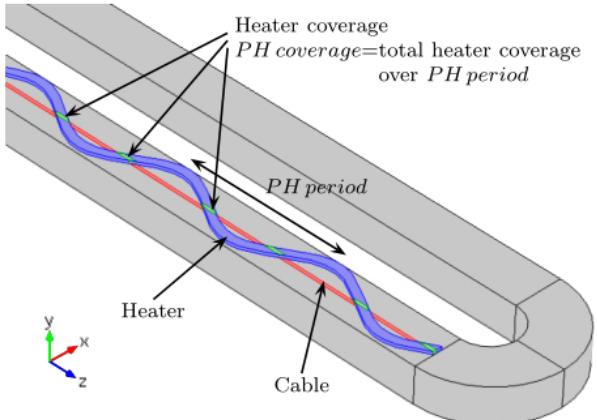 Heater coverage
PH coverage=total heater coverage
over PH period
PH period
Heater
Cable
y
x
z